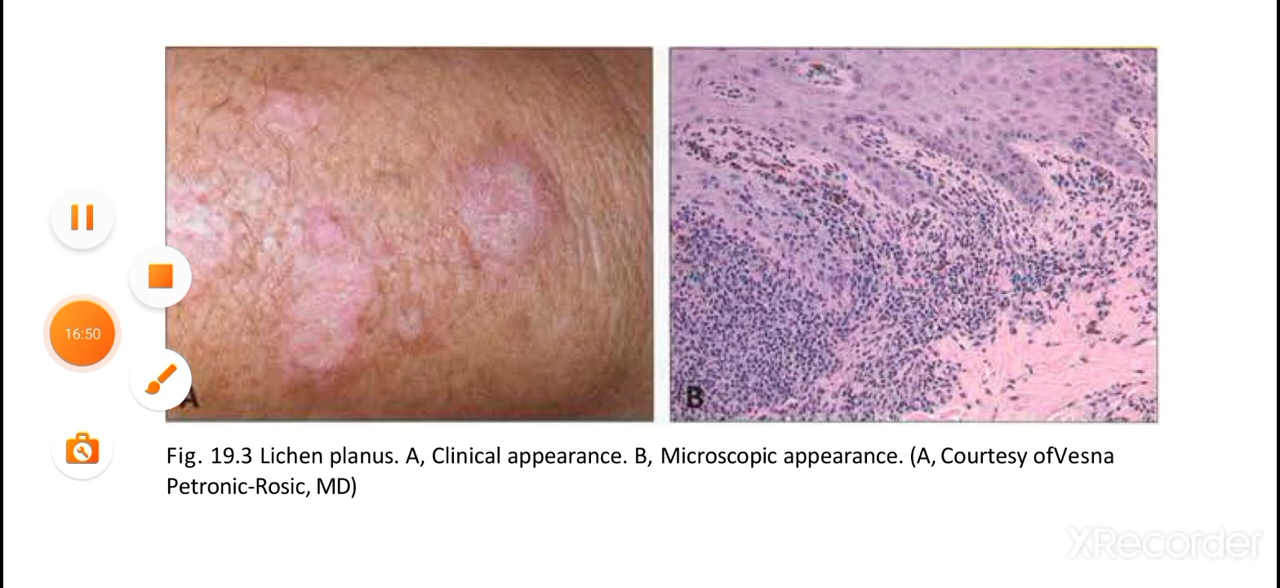 16:50
A
B
Fig. 19.3 Lichen planus. A, Clinical appearance. B, Microscopic appearance. (A, Courtesy ofVesna
Petronic-Rosic, MD)
XRecorder